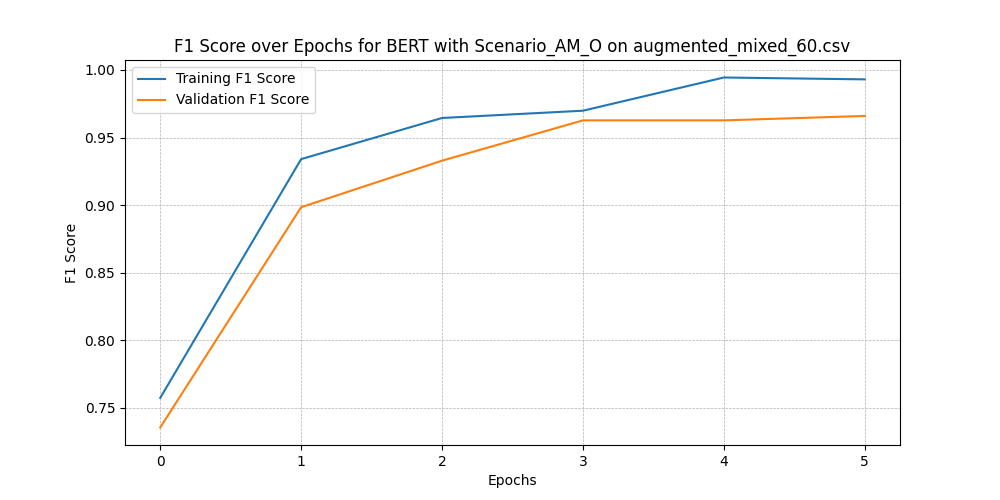 F1 Score over Epochs for BERT with Scenario_AM_O on augmented_mixed_60.csv
Training F1 Score
Validation F1 Score
1.00
0.95
0.90
0.85
0.80
0.75
F1 Score
0 1 2 3 4 5
Epochs